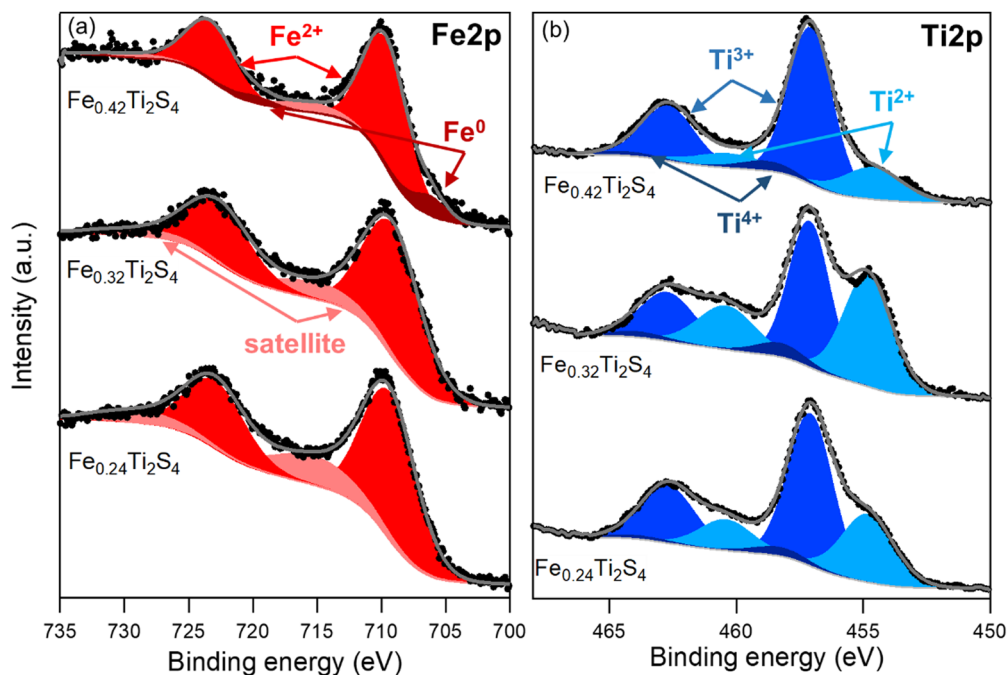 (a)
Fe2p
Fe2+
Fe0
Fe0.42Ti2S4
Fe0.32Ti2S4
satellite
Fe0.24Ti2S4
Intensity (a.u.)
735 730 725 720 715 710 705 700
Binding energy (eV)
(b)
Ti2p
Ti3+
Ti2+
Fe0.42Ti2S4
Ti4+
Fe0.32Ti2S4
Fe0.24Ti2S4
465 460 455 450
Binding energy (eV)